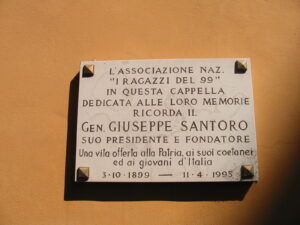 L'ASSOCIAZIONE NAZ.
"I RAGAZZI DEL 99"
IN QUESTA CAPPELLA
DEDICATA ALLE LORO MEMORIE
RICORDA IL
GEN. GIUSEPPE SANTORO
SUO PRESIDENTE E FONDATORE
Una vita offerta alla Patria, ai suoi coetanei
ed ai giovani d'Italia
3-10-1899 — 11-4-1995